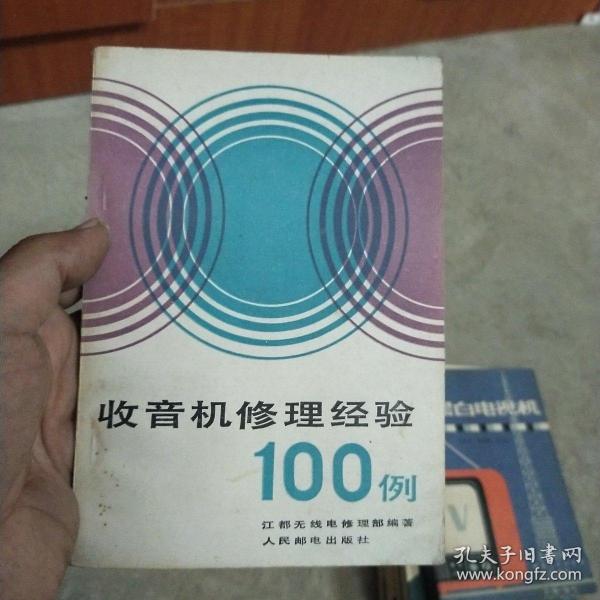 收音机修理经验
100例
江都无线电修理部编著
人民邮电出版社
白电视机
V
孔夫子旧书网
www.kongfz.com